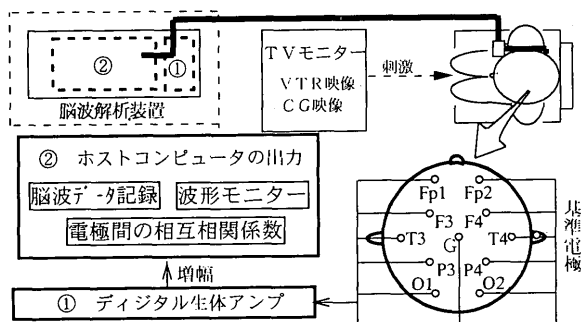 ②
①
脳波解析装置
TVモニター
VTR映像
CG映像
刺激
② ホストコンピュータの出力
脳波データ記録
波形モニター
電極間の相互相関係数
増幅
① ディジタル生体アンプ
Fp1 Fp2
F3 F4
T3 G T4
P3 P4
O1 O2
基準電極